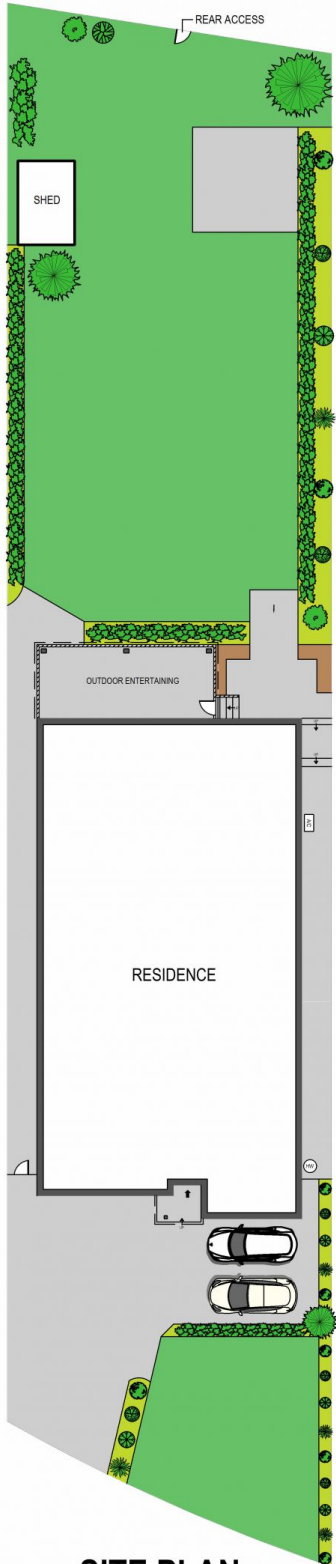 REAR ACCESS
SHED
OUTDOOR ENTERTAINING
A/C
RESIDENCE
HW
SITE PLAN